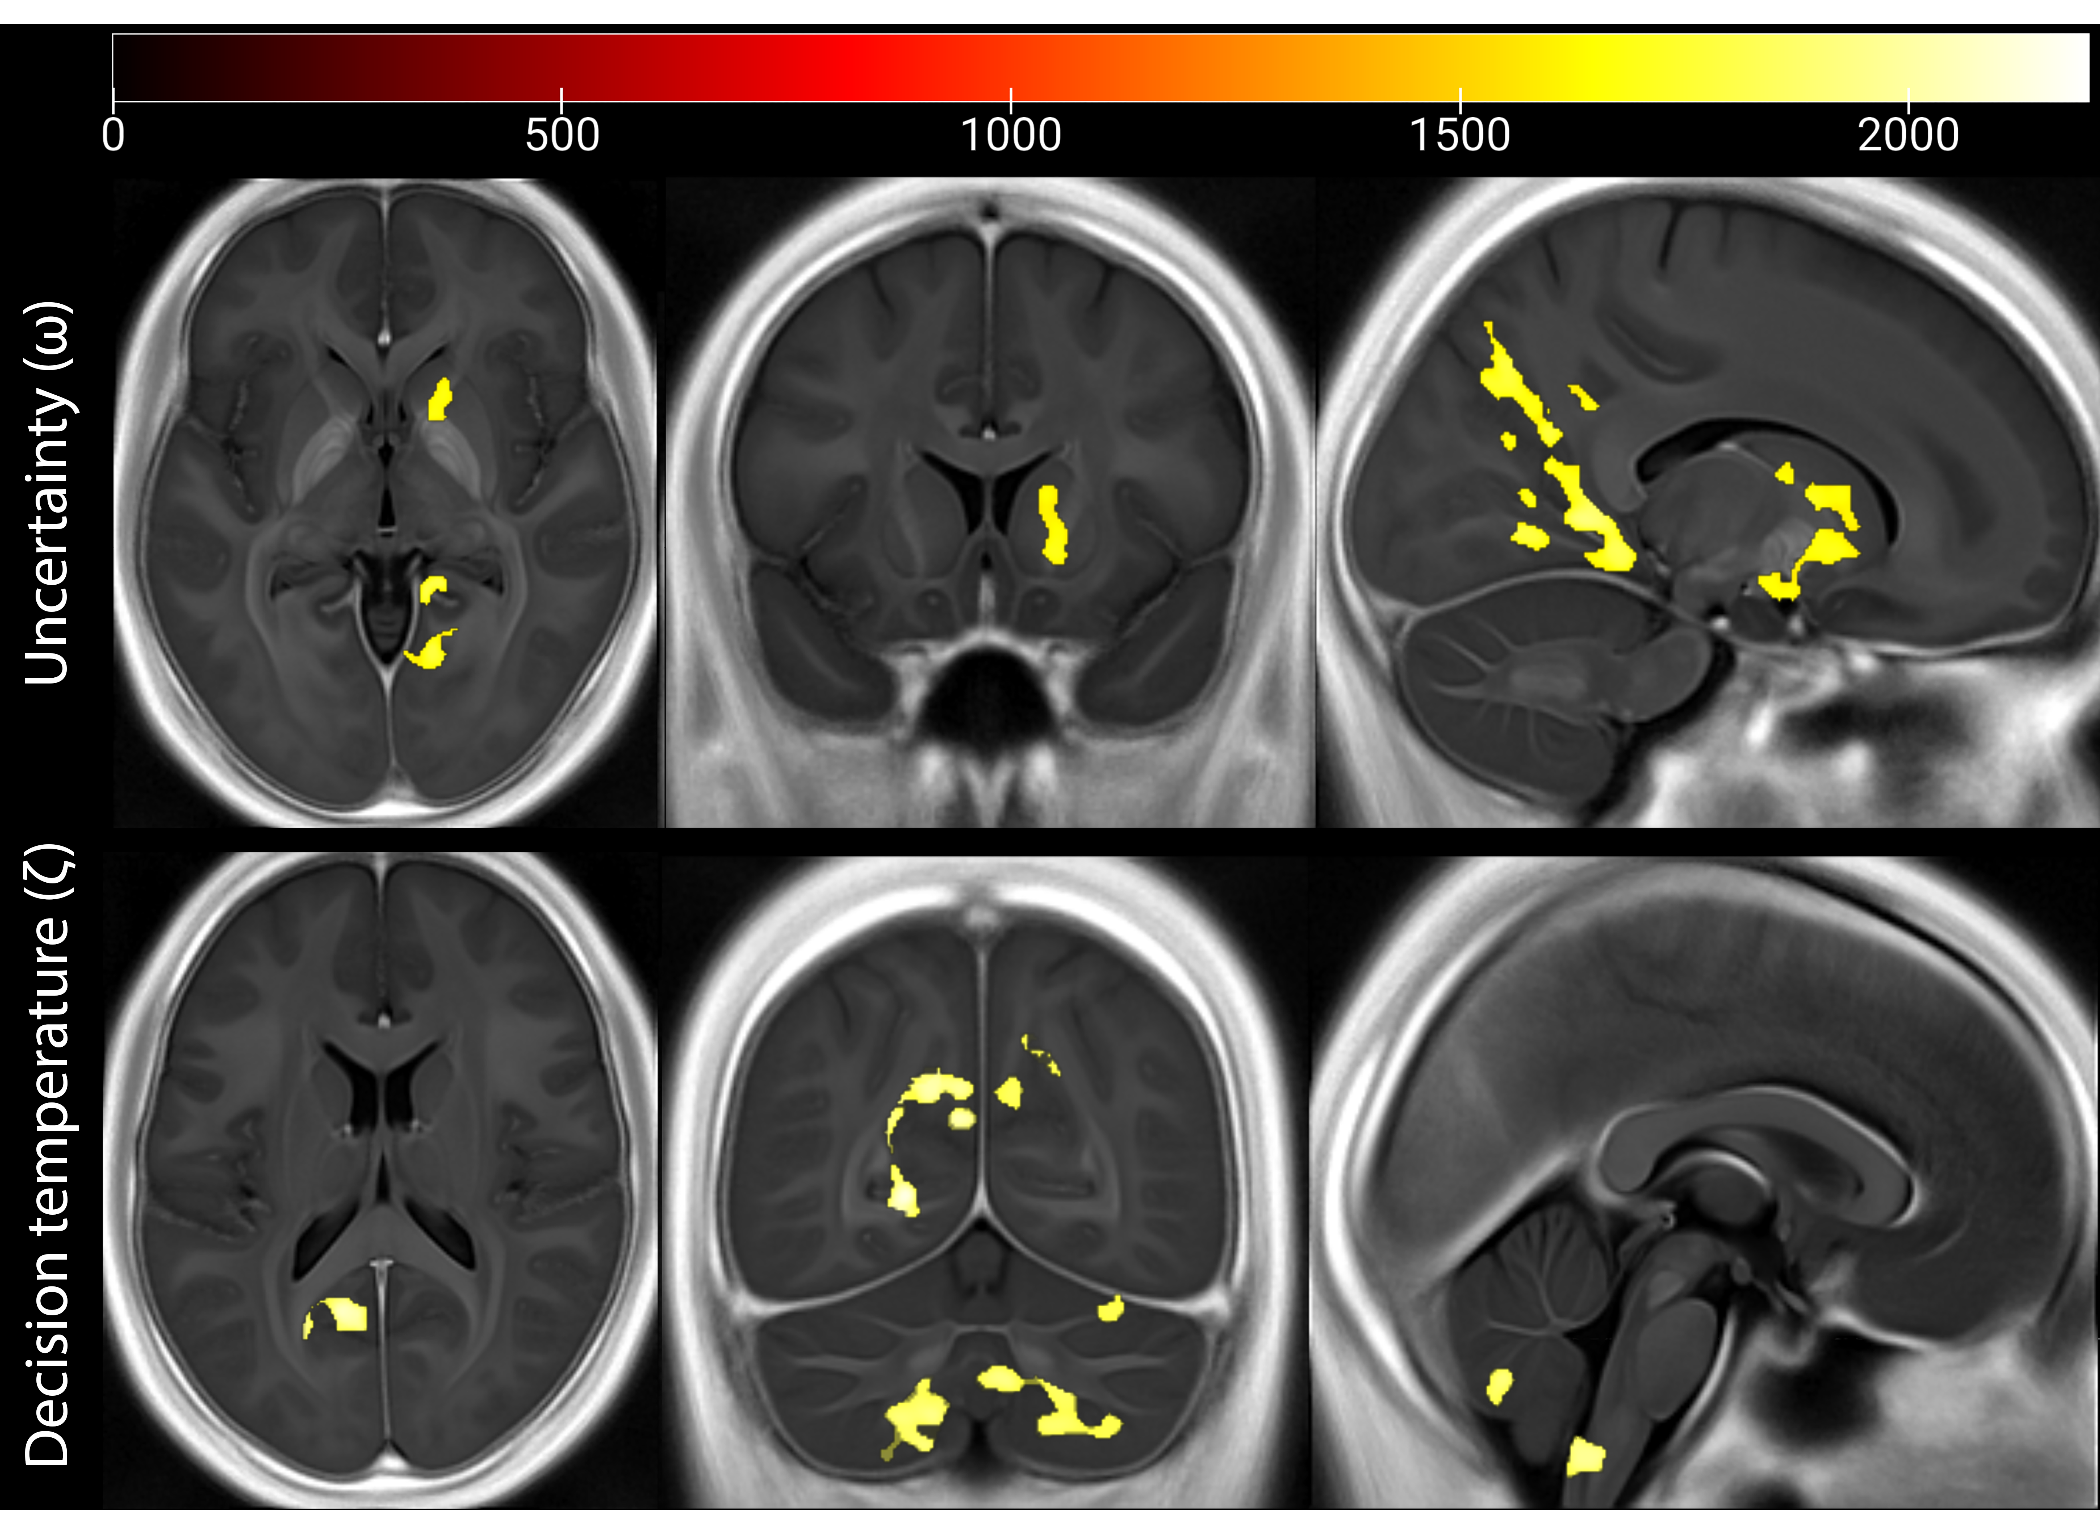 0 500 1000 1500 2000
Uncertainty (ω)
Decision temperature (ζ)